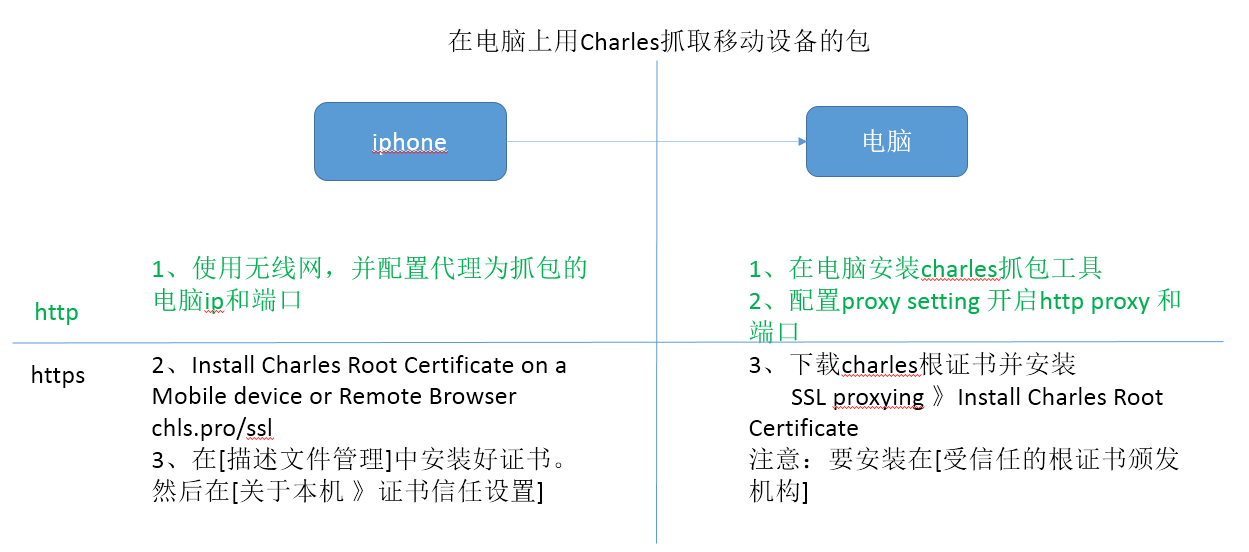 在电脑上用Charles抓取移动设备的包
iphone
电脑
http
1、使用无线网，并配置代理为抓包的
电脑ip和端口
1、在电脑安装charles抓包工具
2、配置proxy setting 开启http proxy 和
端口
https
2、Install Charles Root Certificate on a
Mobile device or Remote Browser
chls.pro/ssl
3、在[描述文件管理]中安装好证书。
然后在[关于本机 》证书信任设置]
3、下载charles根证书并安装
SSL proxying 》Install Charles Root
Certificate
注意：要安装在[受信任的根证书颁发
机构]